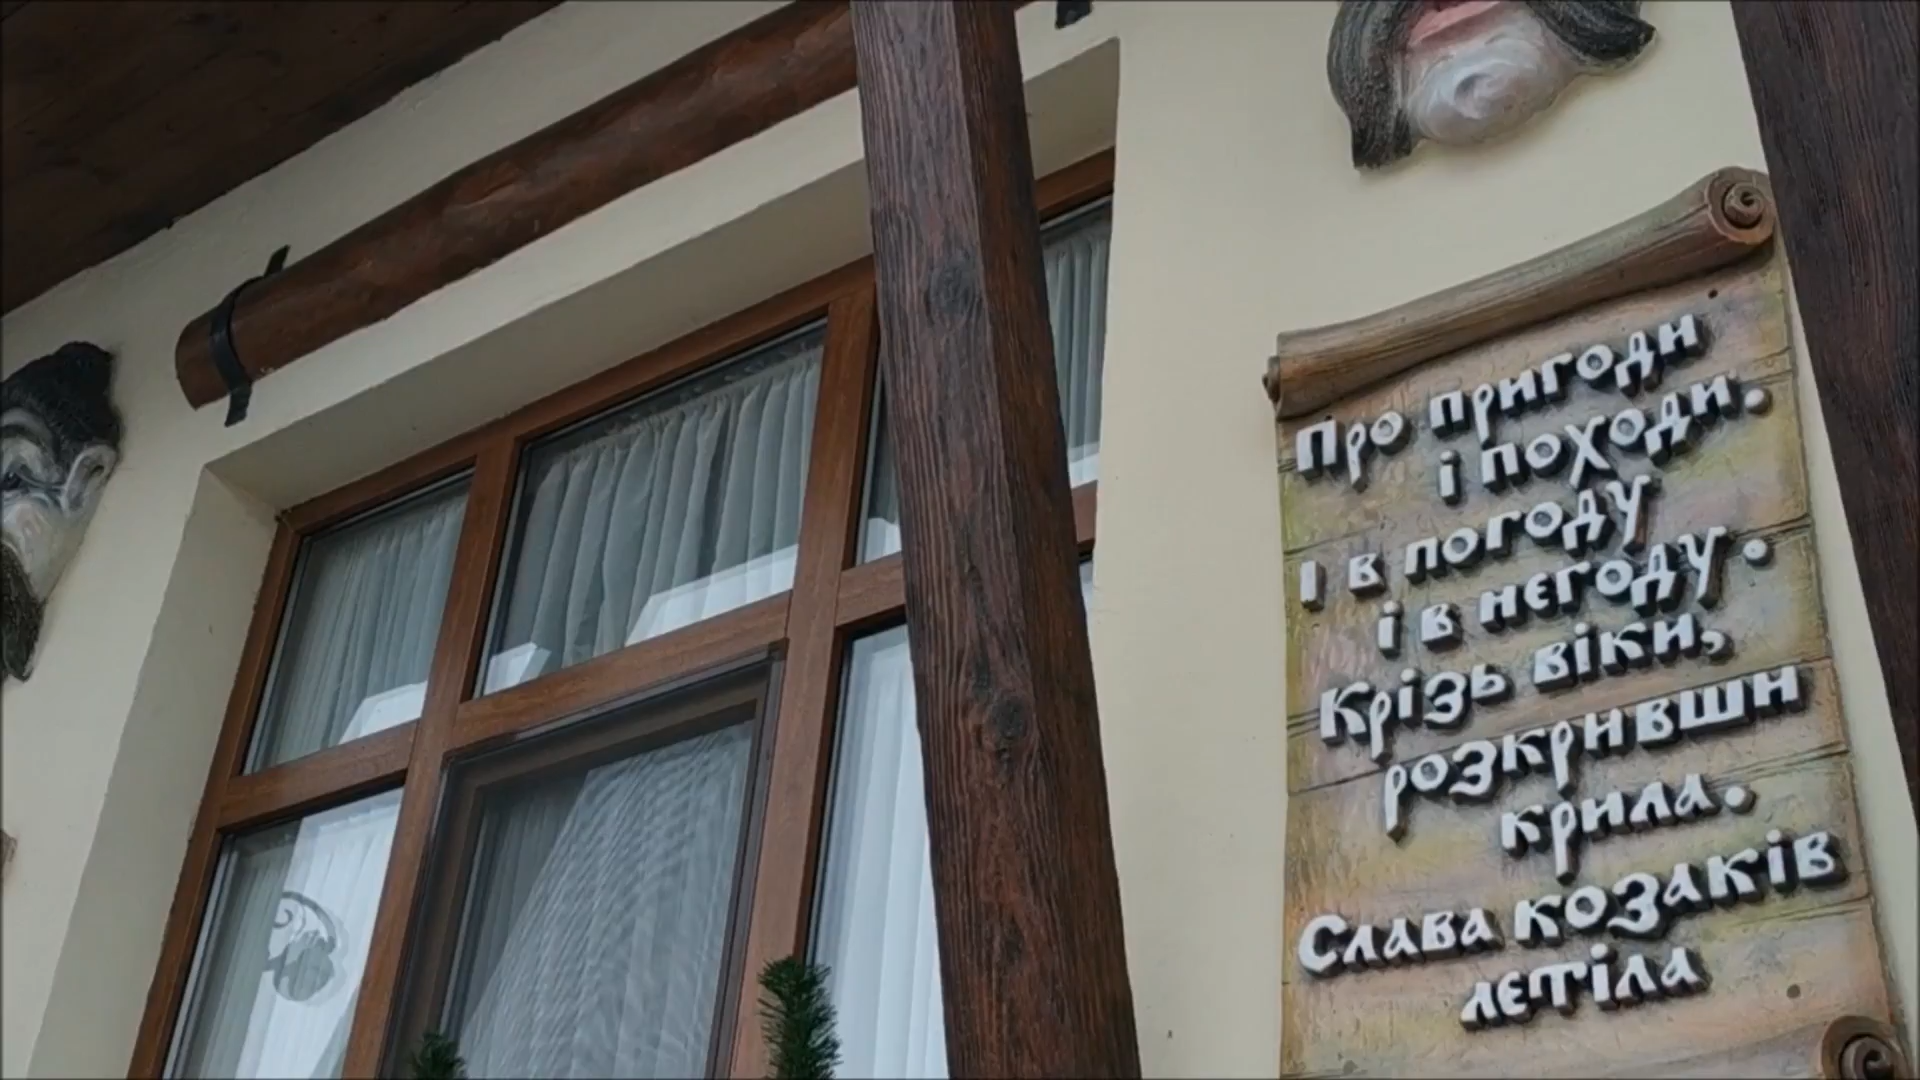 Про пригоди
і походи.
І в погоду
і в негоду.
Крізь віки,
розкривши
крила.
Слава козаків
летіла